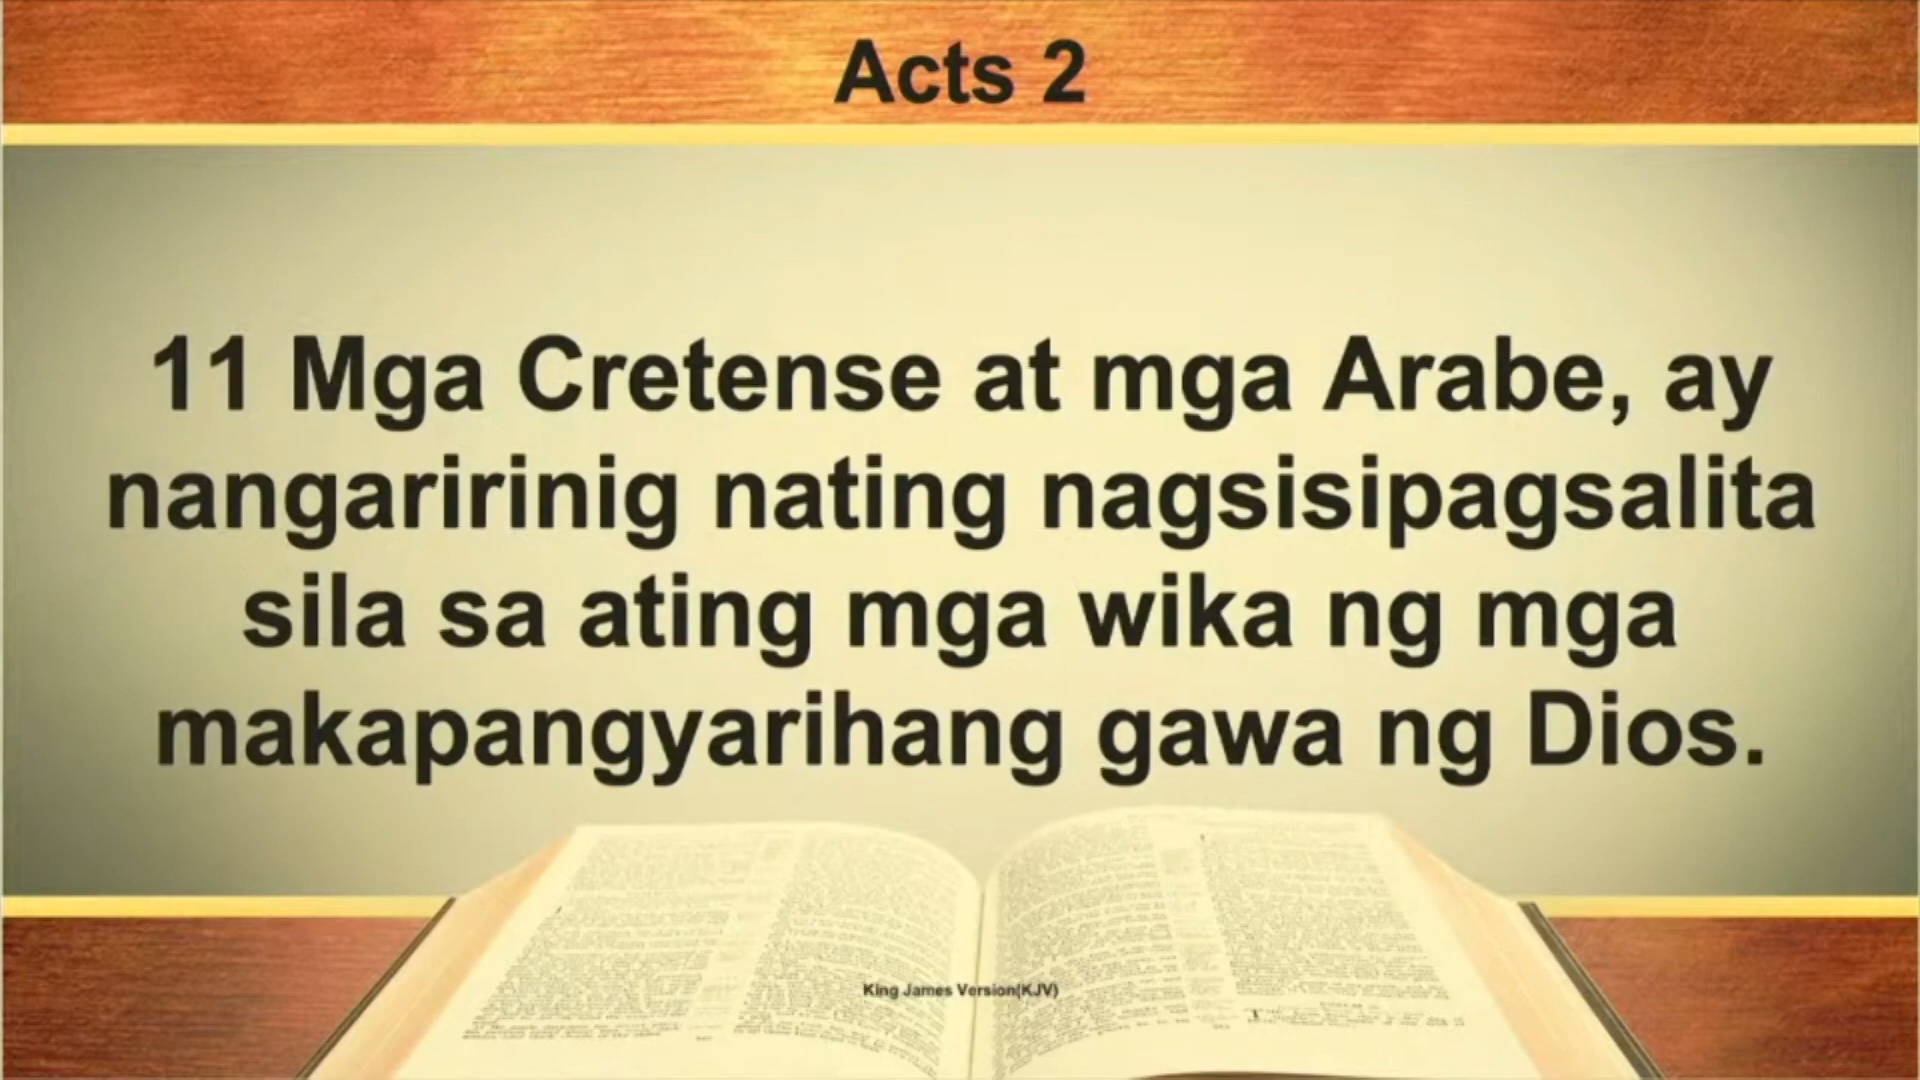 Acts 2
11 Mga Cretense at mga Arabe, ay
nangaririnig nating nagsisipagsalita
sila sa ating mga wika ng mga
makapangyarihang gawa ng Dios.
King James Version(KJV)